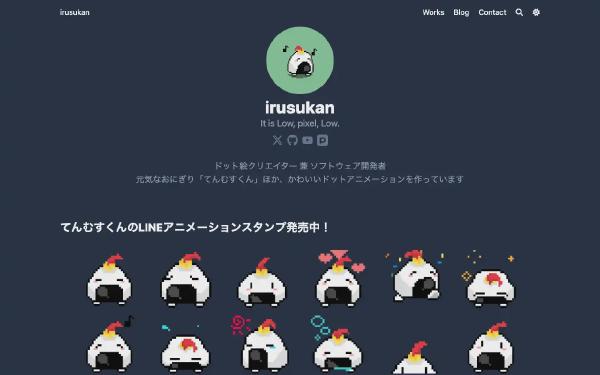 irusukan
Works Blog Contact
irusukan
It is Low, pixel, Low.
ドット絵クリエイター 兼 ソフトウェア開発者
元気なおにぎり「てんむすくん」ほか、かわいいドットアニメーションを作っています
てんむすくんのLINEアニメーションスタンプ発売中！